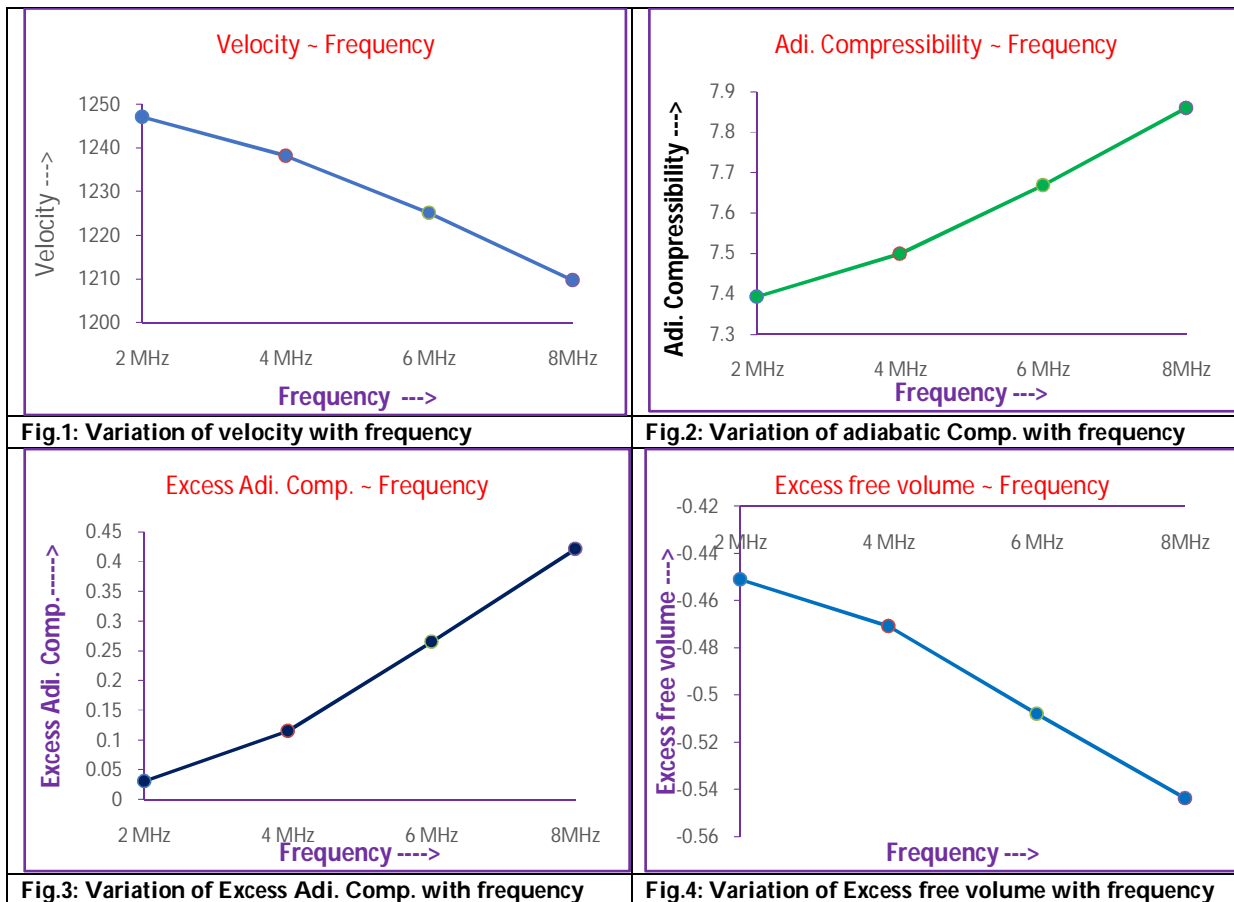 Velocity ~ Frequency
Velocity --->
1250
1240
1230
1220
1210
1200
2 MHz 4 MHz 6 MHz 8MHz
Frequency --->
Fig.1: Variation of velocity with frequency
Adi. Compressibility ~ Frequency
Adi. Compressibility --->
7.9
7.8
7.7
7.6
7.5
7.4
7.3
2 MHz 4 MHz 6 MHz 8MHz
Frequency --->
Fig.2: Variation of adiabatic Comp. with frequency
Excess Adi. Comp. ~ Frequency
Excess Adi. Comp.----->
0.45
0.4
0.35
0.3
0.25
0.2
0.15
0.1
0.05
0
2 MHz 4 MHz 6 MHz 8MHz
Frequency ---->
Fig.3: Variation of Excess Adi. Comp. with frequency
Excess free volume ~ Frequency
Excess free volume --->
-0.42
2 MHz 4 MHz 6 MHz 8MHz
-0.44
-0.46
-0.48
-0.5
-0.52
-0.54
-0.56
Frequency --->
Fig.4: Variation of Excess free volume with frequency